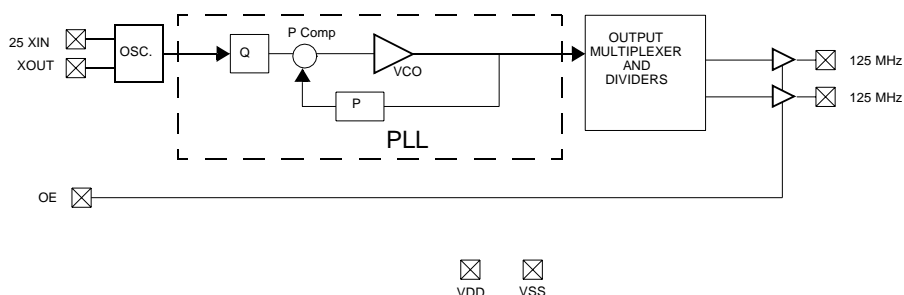 25 XIN
XOUT
OSC.
Q
P Comp
VCO
P
PLL
OUTPUT
MULTIPLEXER
AND
DIVIDERS
125 MHz
125 MHz
OE
VDD
VSS